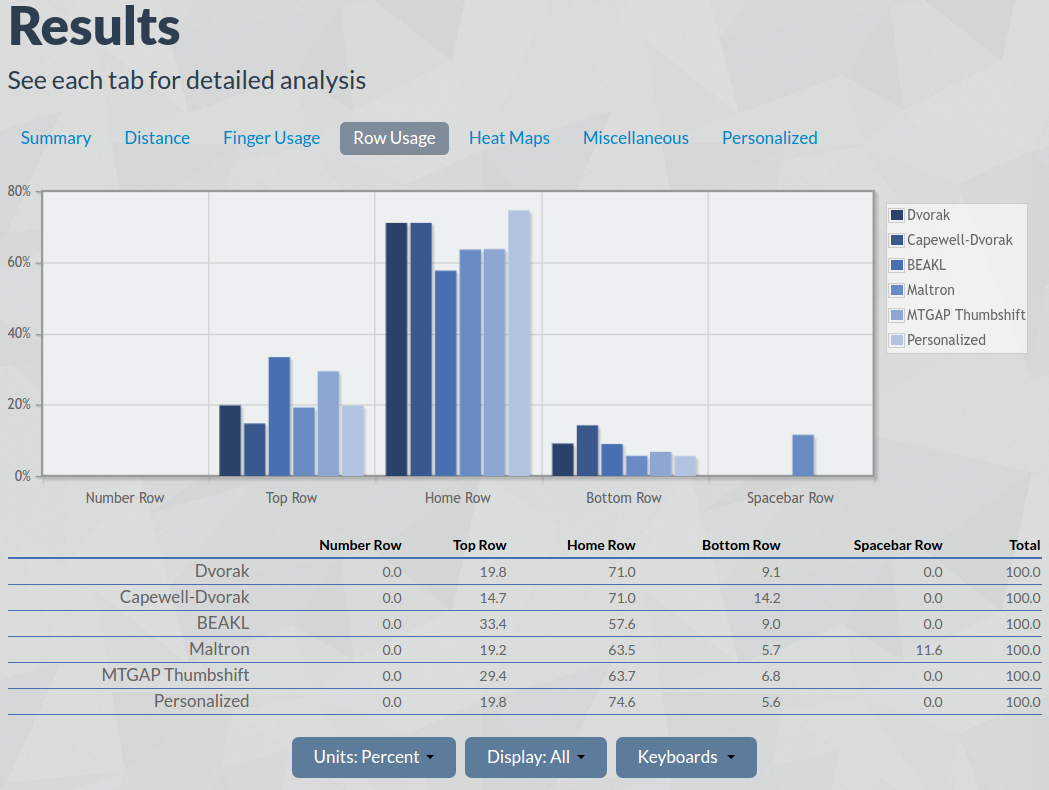 Results
See each tab for detailed analysis
Summary Distance Finger Usage Row Usage Heat Maps Miscellaneous Personalized
80%
60%
40%
20%
0%
Number Row Top Row Home Row Bottom Row Spacebar Row
Dvorak
Capewell-Dvorak
BEAKL
Maltron
MTGAP Thumbshift
Personalized
Number Row Top Row Home Row Bottom Row Spacebar Row Total
Dvorak 0.0 19.8 71.0 9.1 0.0 100.0
Capewell-Dvorak 0.0 14.7 71.0 14.2 0.0 100.0
BEAKL 0.0 33.4 57.6 9.0 0.0 100.0
Maltron 0.0 19.2 63.5 5.7 11.6 100.0
MTGAP Thumbshift 0.0 29.4 63.7 6.8 0.0 100.0
Personalized 0.0 19.8 74.6 5.6 0.0 100.0
Units: Percent Display: All Keyboards